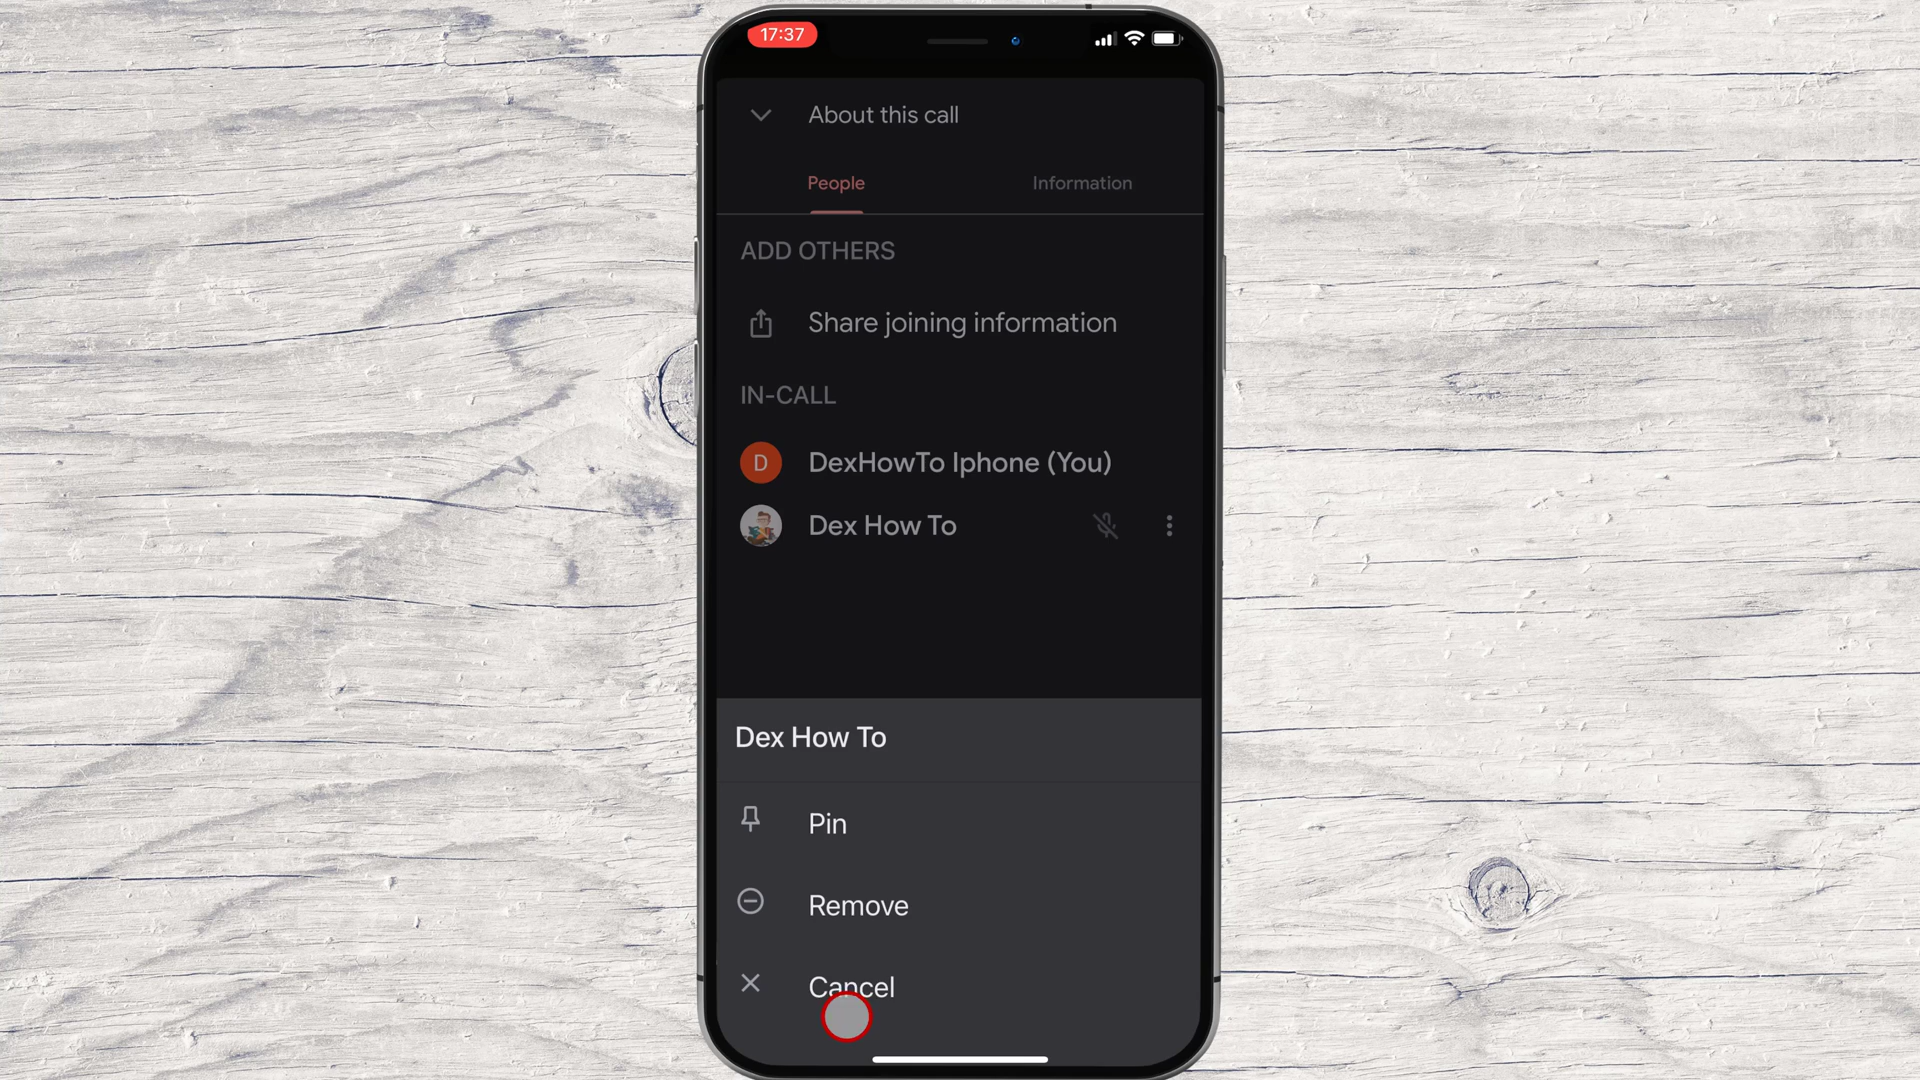 17:37
About this call
People
Information
ADD OTHERS
Share joining information
IN-CALL
D
DexHowTo Iphone (You)
Dex How To
Dex How To
Pin
Remove
Cancel